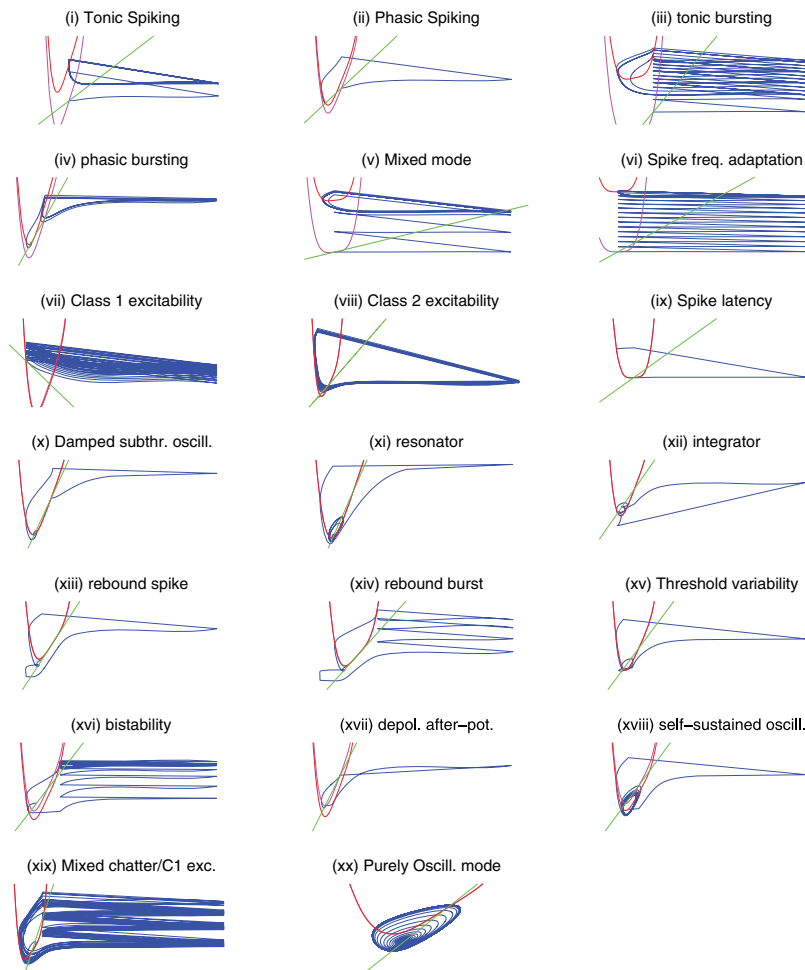 (i) Tonic Spiking
(ii) Phasic Spiking
(iii) tonic bursting
(iv) phasic bursting
(v) Mixed mode
(vi) Spike freq. adaptation
(vii) Class 1 excitability
(viii) Class 2 excitability
(ix) Spike latency
(x) Damped subthr. oscill.
(xi) resonator
(xii) integrator
(xiii) rebound spike
(xiv) rebound burst
(xv) Threshold variability
(xvi) bistability
(xvii) depol. after−pot.
(xviii) self−sustained oscill.
(xix) Mixed chatter/C1 exc.
(xx) Purely Oscill. mode